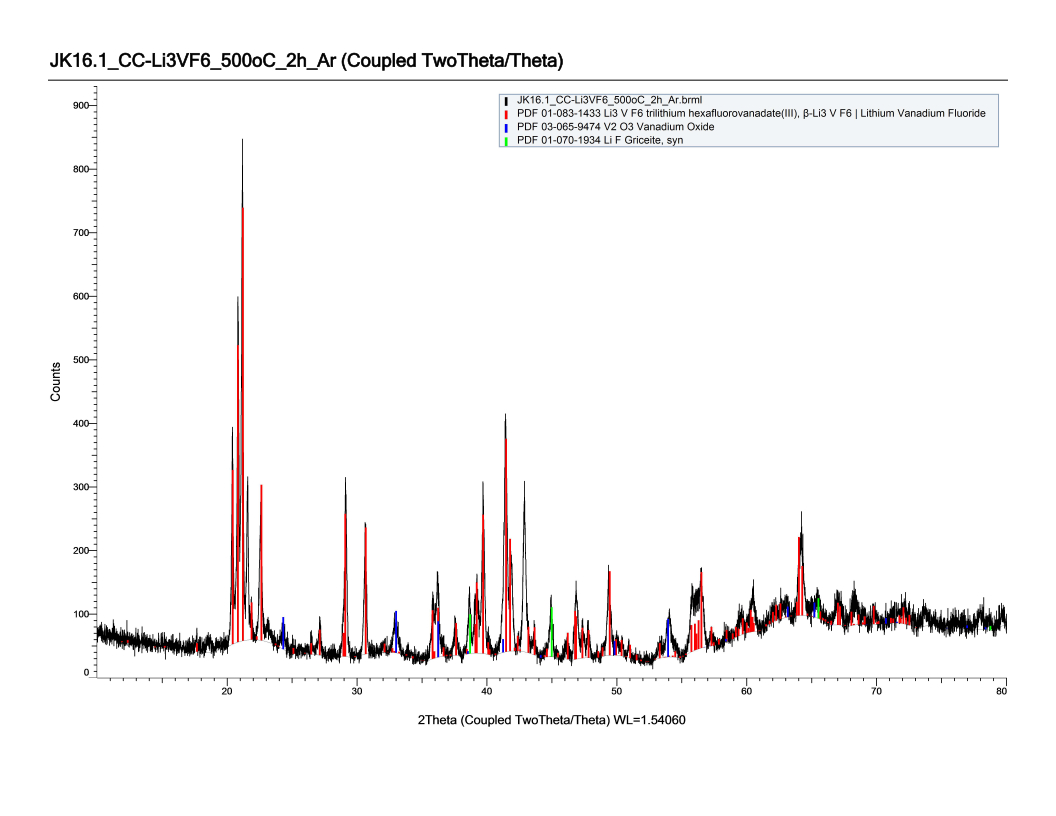 JK16.1_CC-Li3VF6_500oC_2h_Ar (Coupled TwoTheta/Theta)
JK16.1_CC-Li3VF6_500oC_2h_Ar.brml
PDF 01-083-1433 Li3 V F6 trilithium hexafluorovanadate(III), β-Li3 V F6 | Lithium Vanadium Fluoride
PDF 03-065-9474 V2 O3 Vanadium Oxide
PDF 01-070-1934 Li F Griceite, syn
900
800
700
600
500
400
300
200
100
0
Counts
20 30 40 50 60 70 80
2Theta (Coupled TwoTheta/Theta) WL=1.54060